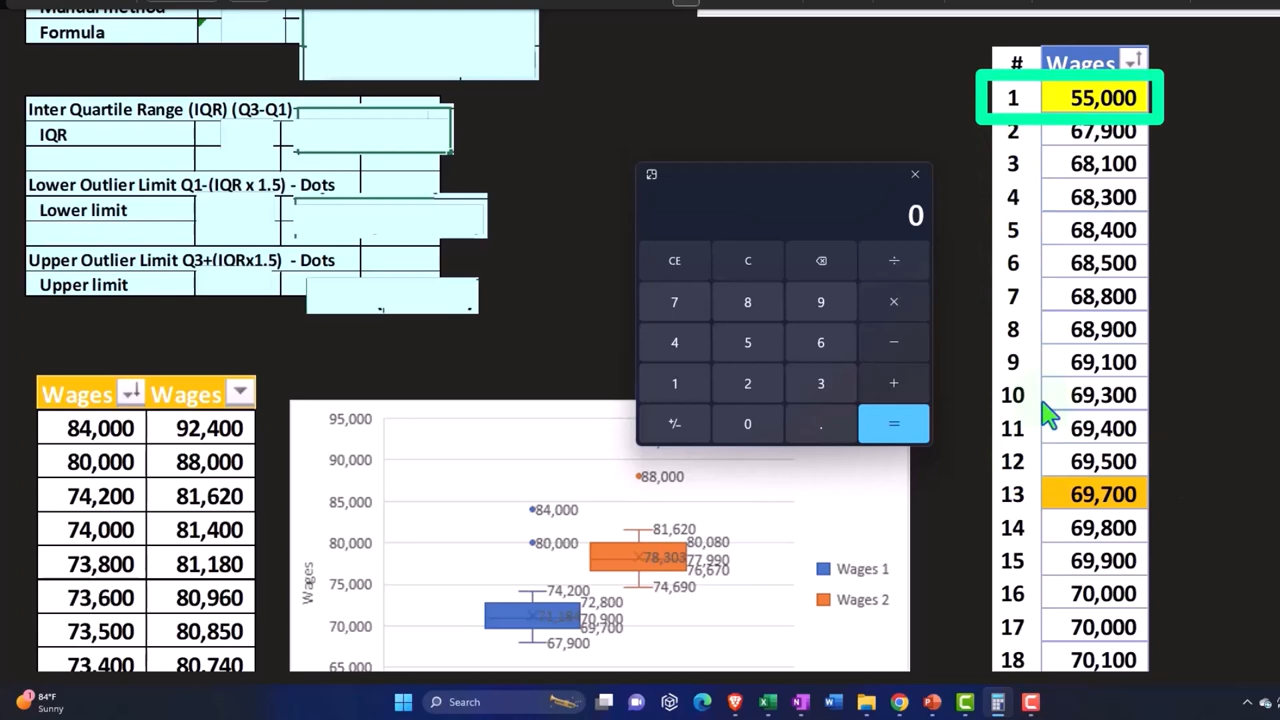 Formula
Inter Quartile Range (IQR) (Q3-Q1)
IQR
Lower Outlier Limit Q1-(IQR x 1.5) - Dots
Lower limit
Upper Outlier Limit Q3+(IQRx1.5) - Dots
Upper limit
# Wages
1 55,000
2 67,900
3 68,100
4 68,300
5 68,400
6 68,500
7 68,800
8 68,900
9 69,100
10 69,300
11 69,400
12 69,500
13 69,700
14 69,800
15 69,900
16 70,000
17 70,000
18 70,100
0
CE C ÷
7 8 9 ×
4 5 6 −
1 2 3 +
+/- 0 . =
Wages Wages
84,000 92,400
80,000 88,000
74,200 81,620
74,000 81,400
73,800 81,180
73,600 80,960
73,500 80,850
73,400 80,740
95,000
90,000
85,000
80,000
75,000
70,000
65,000
Wages
88,000
84,000
81,620
80,000
80,080
78,303
77,990
76,670
74,690
74,200
72,800
70,900
69,700
67,900
Wages 1
Wages 2
1
84°F
Sunny
Search